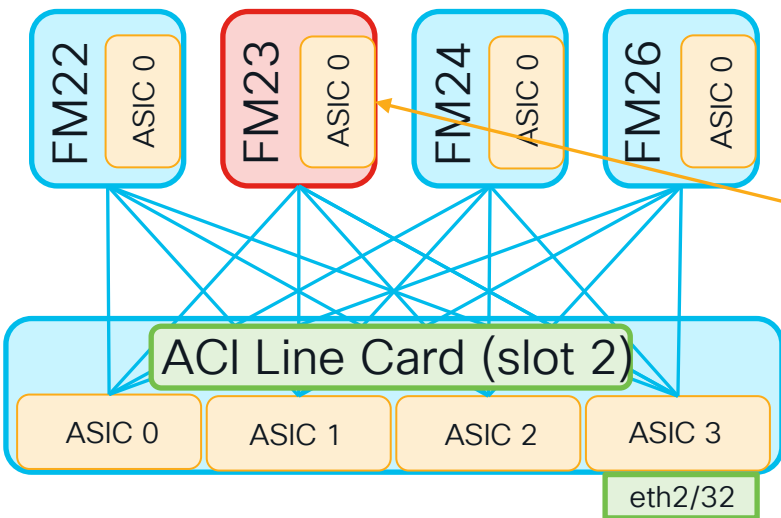 FM22
ASIC 0
FM23
ASIC 0
FM24
ASIC 0
FM26
ASIC 0
ACI Line Card (slot 2)
ASIC 0
ASIC 1
ASIC 2
ASIC 3
eth2/32